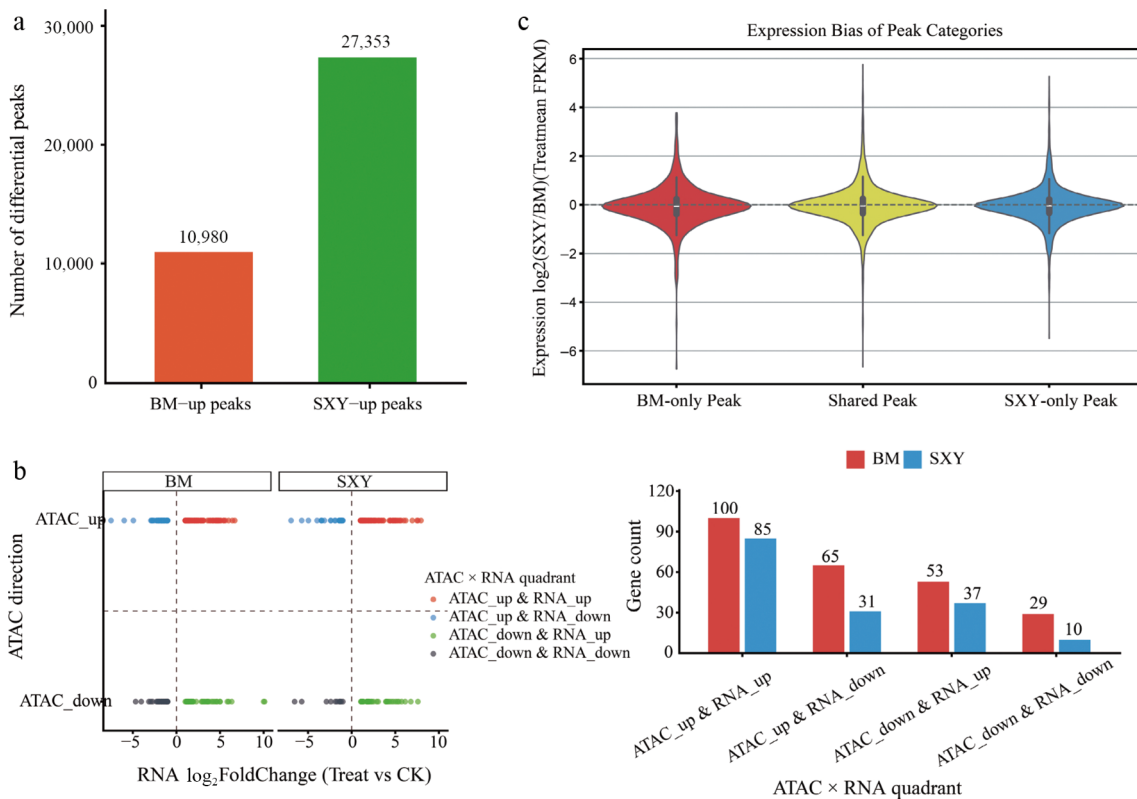 a
Number of differential peaks
30,000
20,000
10,000
0
27,353
10,980
BM−up peaks
SXY−up peaks
c
Expression Bias of Peak Categories
Expression log2(SXY/BM)(Treatmean FPKM)
6
4
2
0
−2
−4
−6
BM-only Peak
Shared Peak
SXY-only Peak
b
BM
SXY
ATAC direction
ATAC_up
ATAC_down
−5
0
5
10
−5
0
5
10
RNA log₂FoldChange (Treat vs CK)
ATAC × RNA quadrant
ATAC_up & RNA_up
ATAC_up & RNA_down
ATAC_down & RNA_up
ATAC_down & RNA_down
BM
SXY
Gene count
120
90
60
30
0
100
85
65
31
53
37
29
10
ATAC_up & RNA_up
ATAC_up & RNA_down
ATAC_down & RNA_up
ATAC_down & RNA_down
ATAC × RNA quadrant